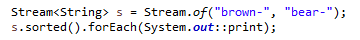 Stream<String> s = Stream.of("brown-", "bear-");
s.sorted().forEach(System.out::print);